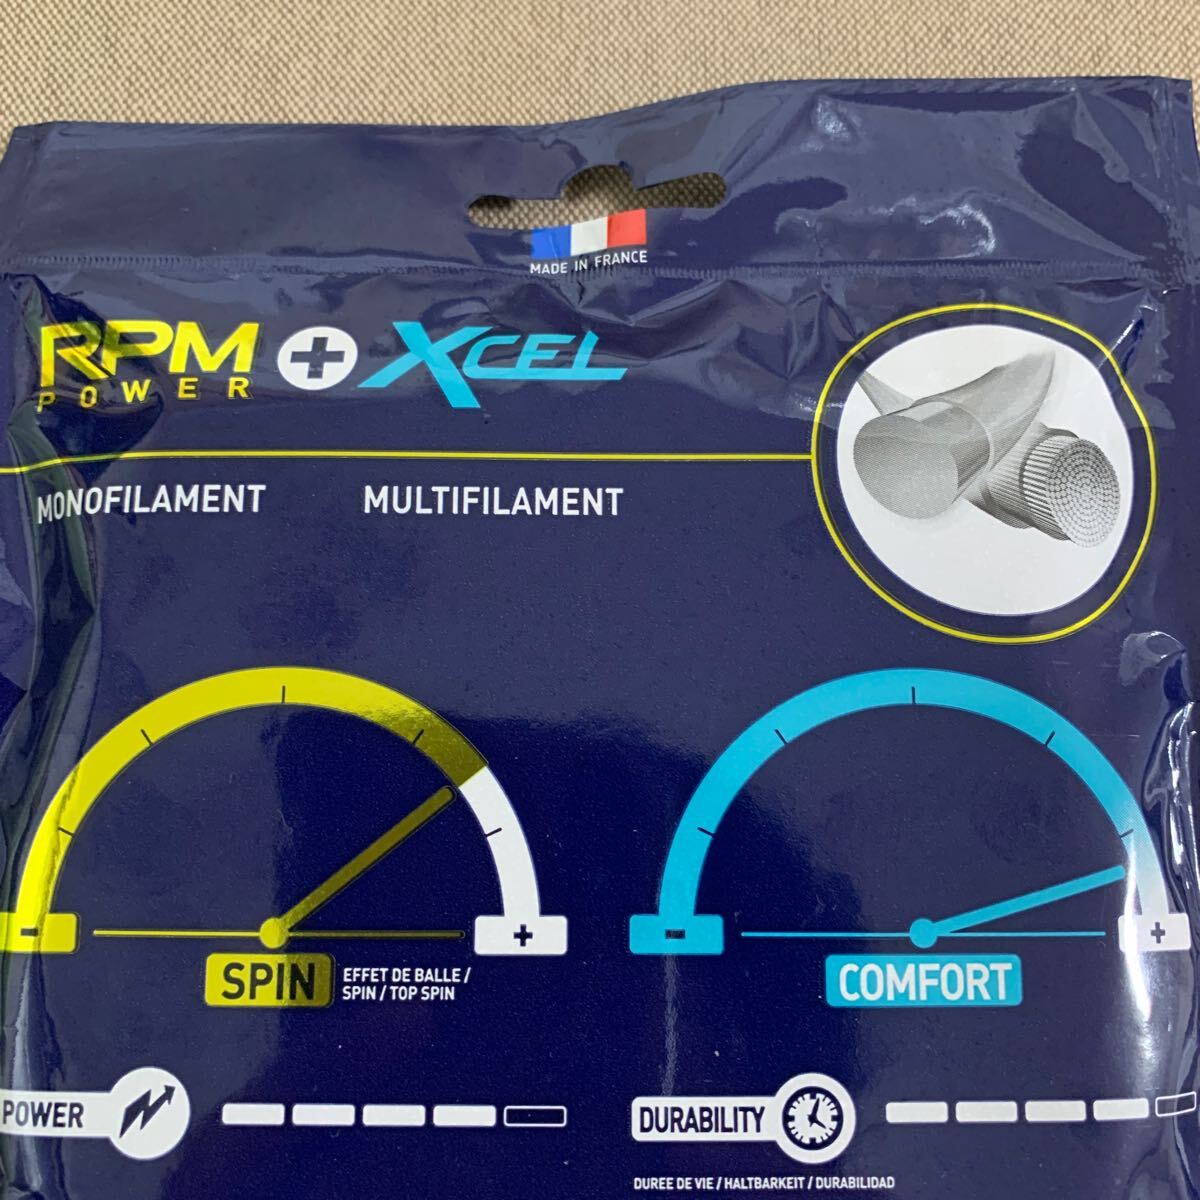 MADE IN FRANCE
RPM POWER + XCEL
MONOFILAMENT MULTIFILAMENT
- +
- +
SPIN EFFET DE BALLE /
SPIN / TOP SPIN
COMFORT
POWER
DURABILITY
DUREE DE VIE / HALTBARKEIT / DURABILIDAD